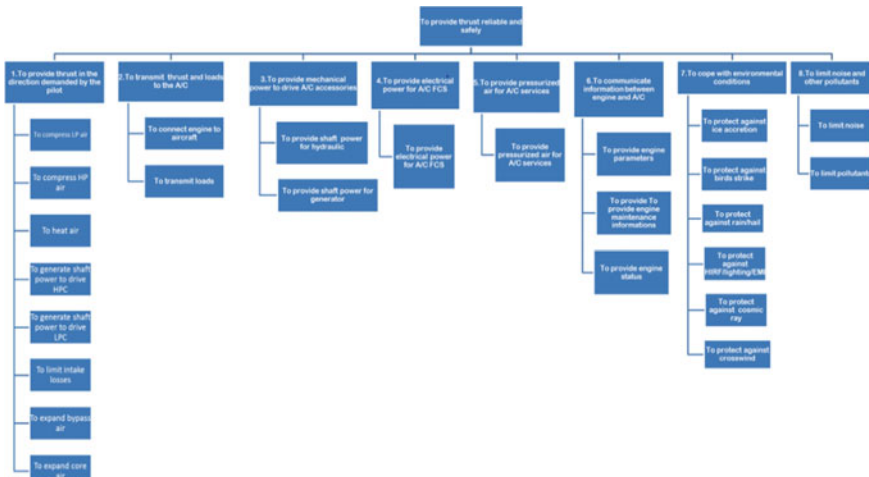 To provide thrust reliable and
safely
1.To provide thrust in the
direction demanded by the
pilot
To compress LP air
To compress HP
air
To heat air
To generate shaft
power to drive
HPC
To generate shaft
power to drive
LPC
To limit intake
losses
To expand bypass
air
To expand core
air
2.To transmit thrust and loads
to the A/C
To connect engine to
aircraft
To transmit loads
3.To provide mechanical
power to drive A/C accessories
To provide shaft power
for hydraulic
To provide shaft power for
generator
4.To provide electrical
power for A/C FCS
To provide
electrical power
for A/C FCS
5.To provide pressurized
air for A/C services
To provide
pressurized air for
A/C services
6.To communicate
information between
engine and A/C
To provide engine
parameters
To provide To
provide engine
maintenance
informations
To provide engine
status
7.To cope with environmental
conditions
To protect against
ice accretion
To protect against
birds strike
To protect
against rain/hail
To protect
against
HIRF/lighting/EMI
To protect
against cosmic
ray
To protect against
crosswind
8.To limit noise and
other pollutants
To limit noise
To limit pollutants